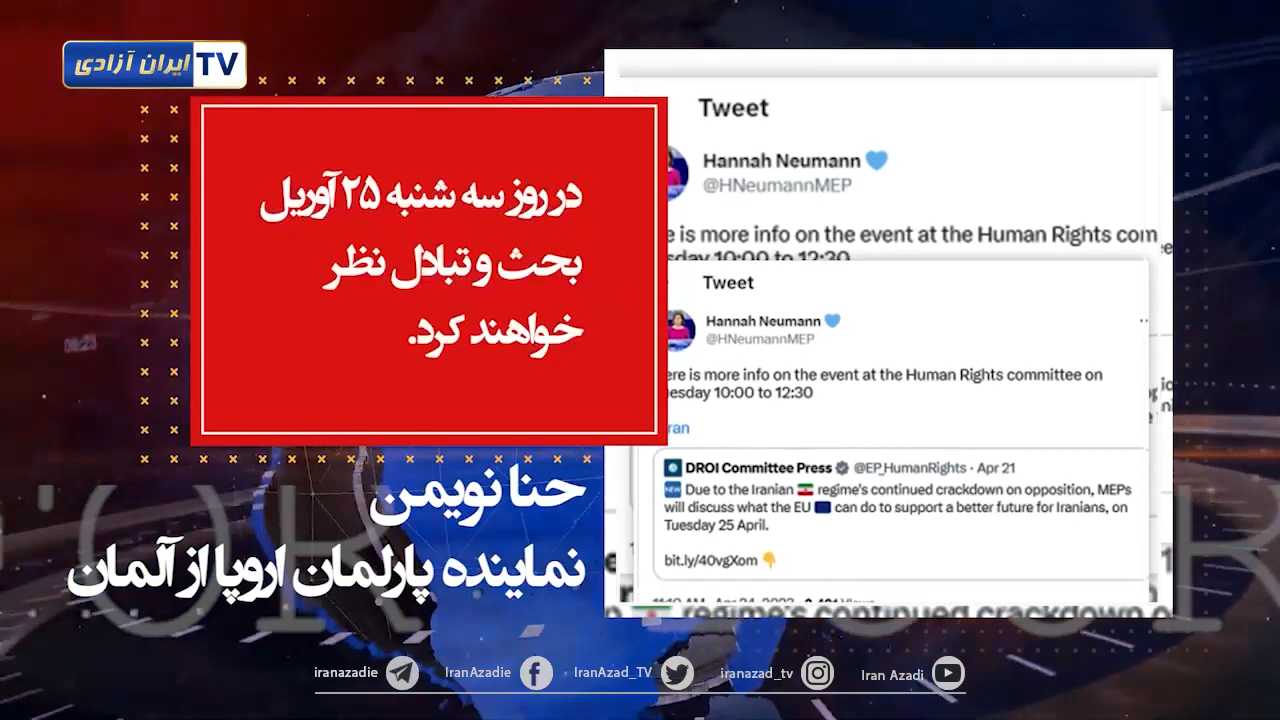 ایران آزادی TV
در روز سه شنبه ۲۵ آوریل
بحث و تبادل نظر
خواهند کرد.
حنا نویمن
نماینده پارلمان اروپا از آلمان
Tweet
Hannah Neumann 💙
@HNeumannMEP
is more info on the event at the Human Rights com
10:00 to 12:30
Tweet
Hannah Neumann 💙
@HNeumannMEP
ere is more info on the event at the Human Rights committee on
esday 10:00 to 12:30
ran
DROI Committee Press @EP_HumanRights · Apr 21
🆕 Due to the Iranian 🇮🇷 regime's continued crackdown on opposition, MEPs
will discuss what the EU 🇪🇺 can do to support a better future for Iranians, on
Tuesday 25 April.
bit.ly/40vgXom 👇
regime's continued crackdown o
iranazadie
IranAzadie
IranAzad_TV
iranazad_tv
Iran Azadi